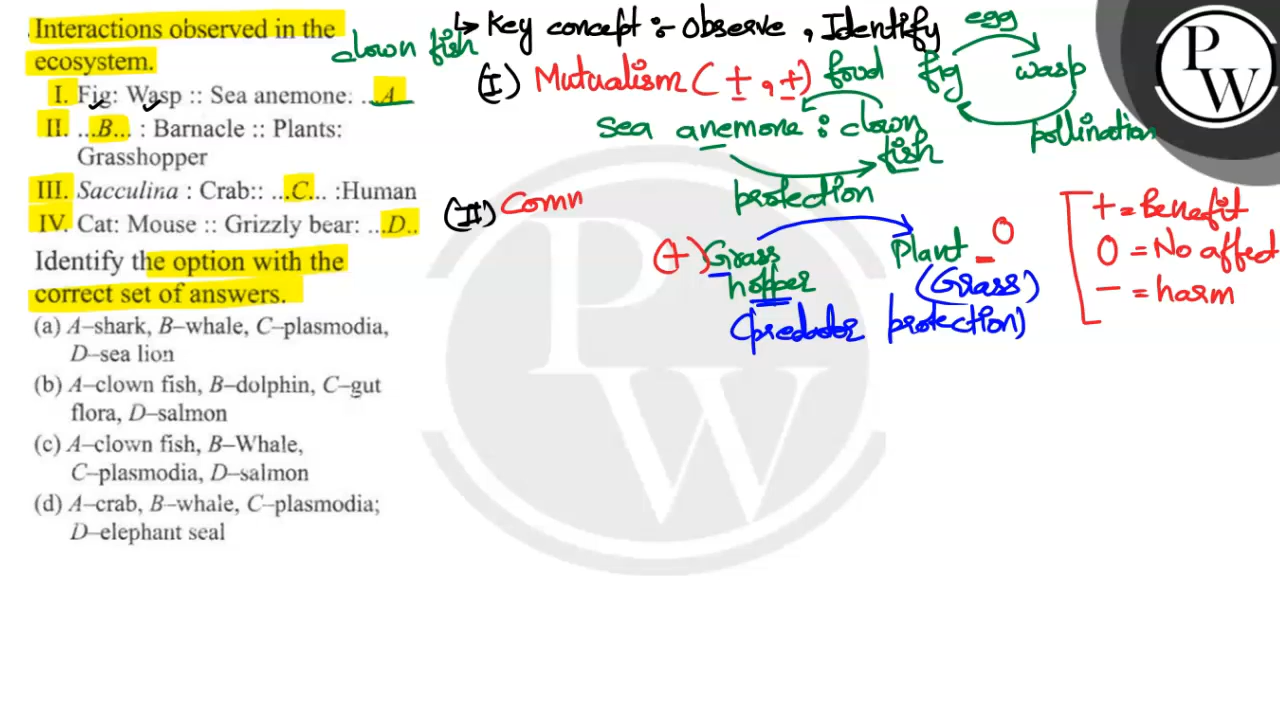 Interactions observed in the
ecosystem.
I. Fig: Wasp :: Sea anemone: ...A
II. ...B... : Barnacle :: Plants:
Grasshopper
III. Sacculina : Crab:: ...C... :Human
IV. Cat: Mouse :: Grizzly bear: ...D..
Identify the option with the
correct set of answers.
(a) A–shark, B–whale, C–plasmodia,
D–sea lion
(b) A–clown fish, B–dolphin, C–gut
flora, D–salmon
(c) A–clown fish, B–Whale,
C–plasmodia, D–salmon
(d) A–crab, B–whale, C–plasmodia;
D–elephant seal
clown fish
↳ Key concept :- Observe, Identify
(I) Mutualism (+, +)
food
sea anemone : clown
fish
protection
egg
fig wasp
pollination
(II) Comn
(+) Grass
hopper
Plant - 0
(Grass)
(predator protection)
+ = Benefit
0 = No affect
- = harm
PW
PW